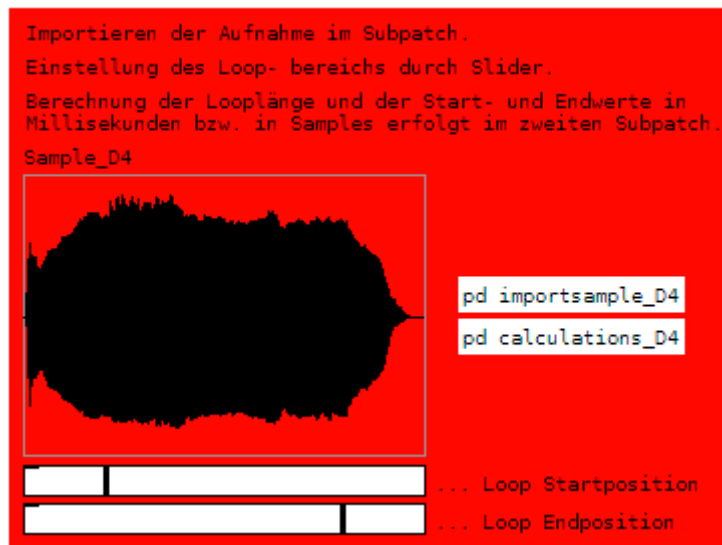 Importieren der Aufnahme im Subpatch.
Einstellung des Loop- bereichs durch Slider.
Berechnung der Looplänge und der Start- und Endwerte in
Millisekunden bzw. in Samples erfolgt im zweiten Subpatch.
Sample_D4
pd importsample_D4
pd calculations_D4
... Loop Startposition
... Loop Endposition